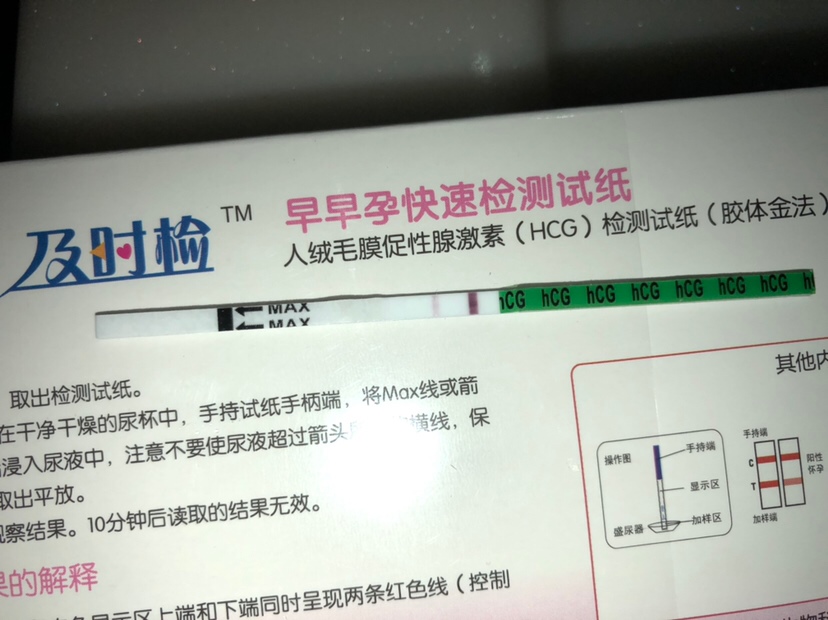 及时检 TM
早早孕快速检测试纸
人绒毛膜促性腺激素（HCG）检测试纸（胶体金法）
MAX
MAX
hCG hCG hCG hCG hCG hCG hCG
取出检测试纸。
在干净干燥的尿杯中，手持试纸手柄端，将Max线或箭
浸入尿液中，注意不要使尿液超过箭头 横线，保
取出平放。
观察结果。10分钟后读取的结果无效。
果的解释
显示区上端和下端同时呈现两条红色线（控制
其他内
操作图
手持端
显示区
盛尿器
加样区
手持端
C
T
加样端
阳性
怀孕